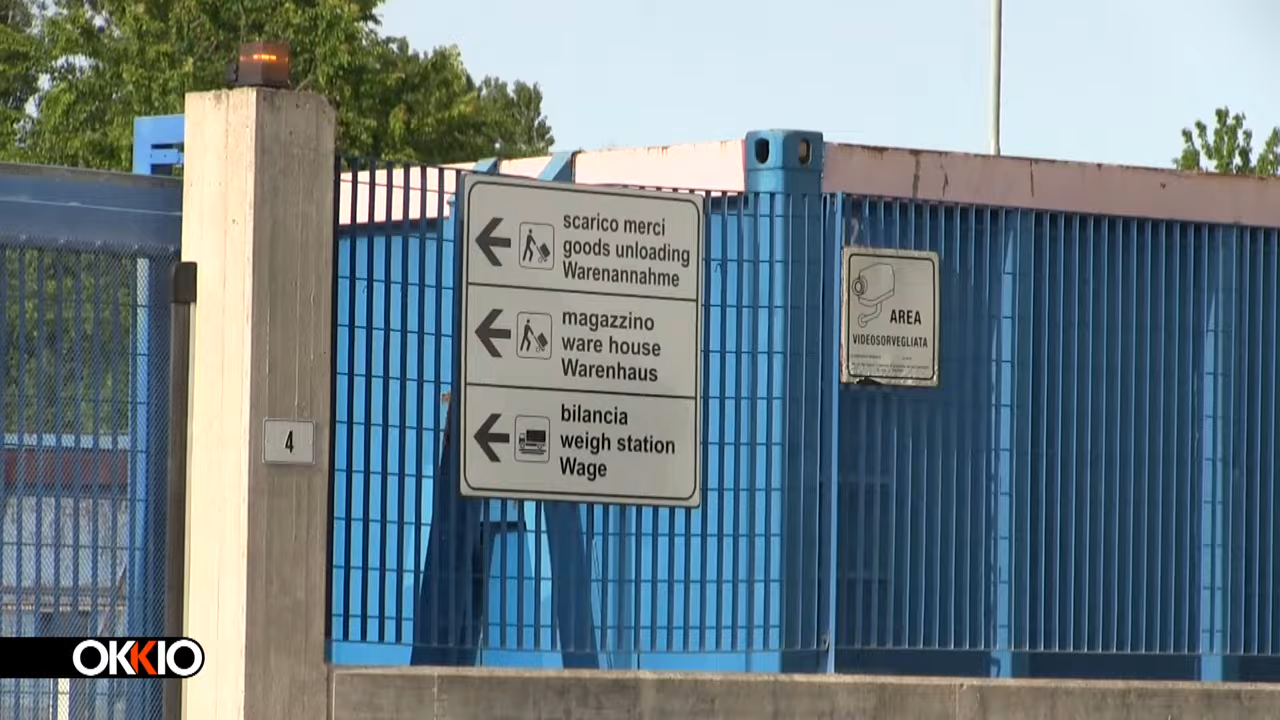 scarico merci
goods unloading
Warenannahme
magazzino
ware house
Warenhaus
bilancia
weigh station
Wage
AREA
VIDEOSORVEGLIATA
4
OKKIO